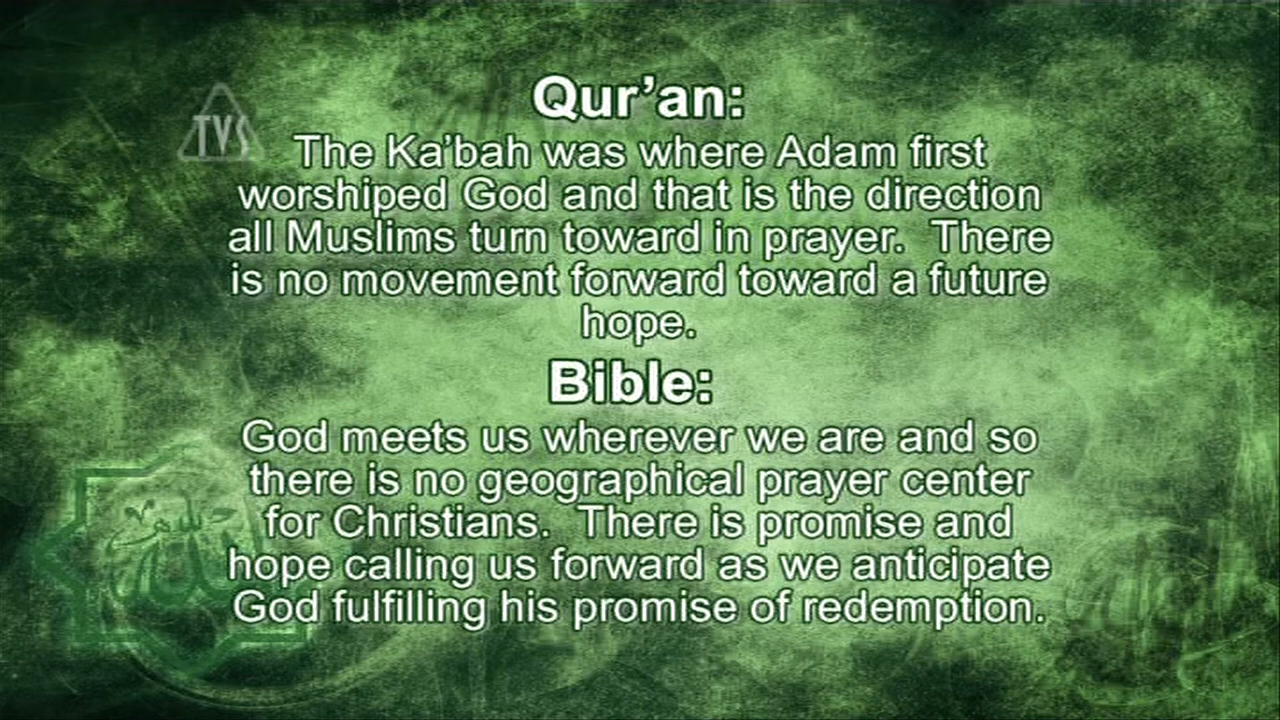 Qur’an:
TVS
The Ka’bah was where Adam first
worshiped God and that is the direction
all Muslims turn toward in prayer.  There
is no movement forward toward a future
hope.
Bible:
God meets us wherever we are and so
there is no geographical prayer center
for Christians.  There is promise and
hope calling us forward as we anticipate
God fulfilling his promise of redemption.